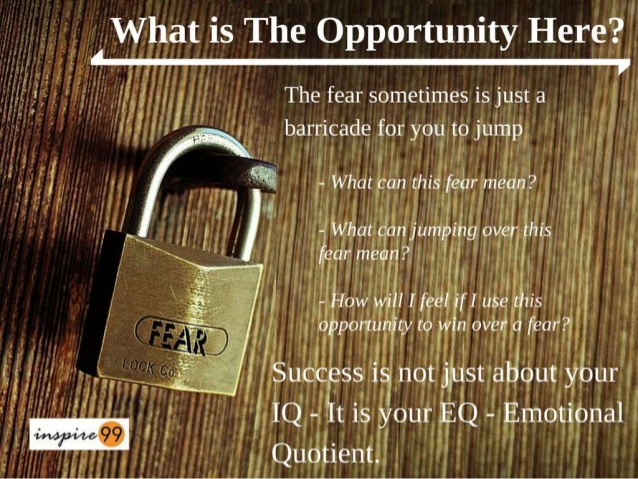 What is The Opportunity Here?
The fear sometimes is just a
barricade for you to jump
- What can this fear mean?
- What can jumping over this
fear mean?
- How will I feel if I use this
opportunity to win over a fear?
FEAR
LOCK Co.
Success is not just about your
IQ - It is your EQ - Emotional
Quotient.
inspire99